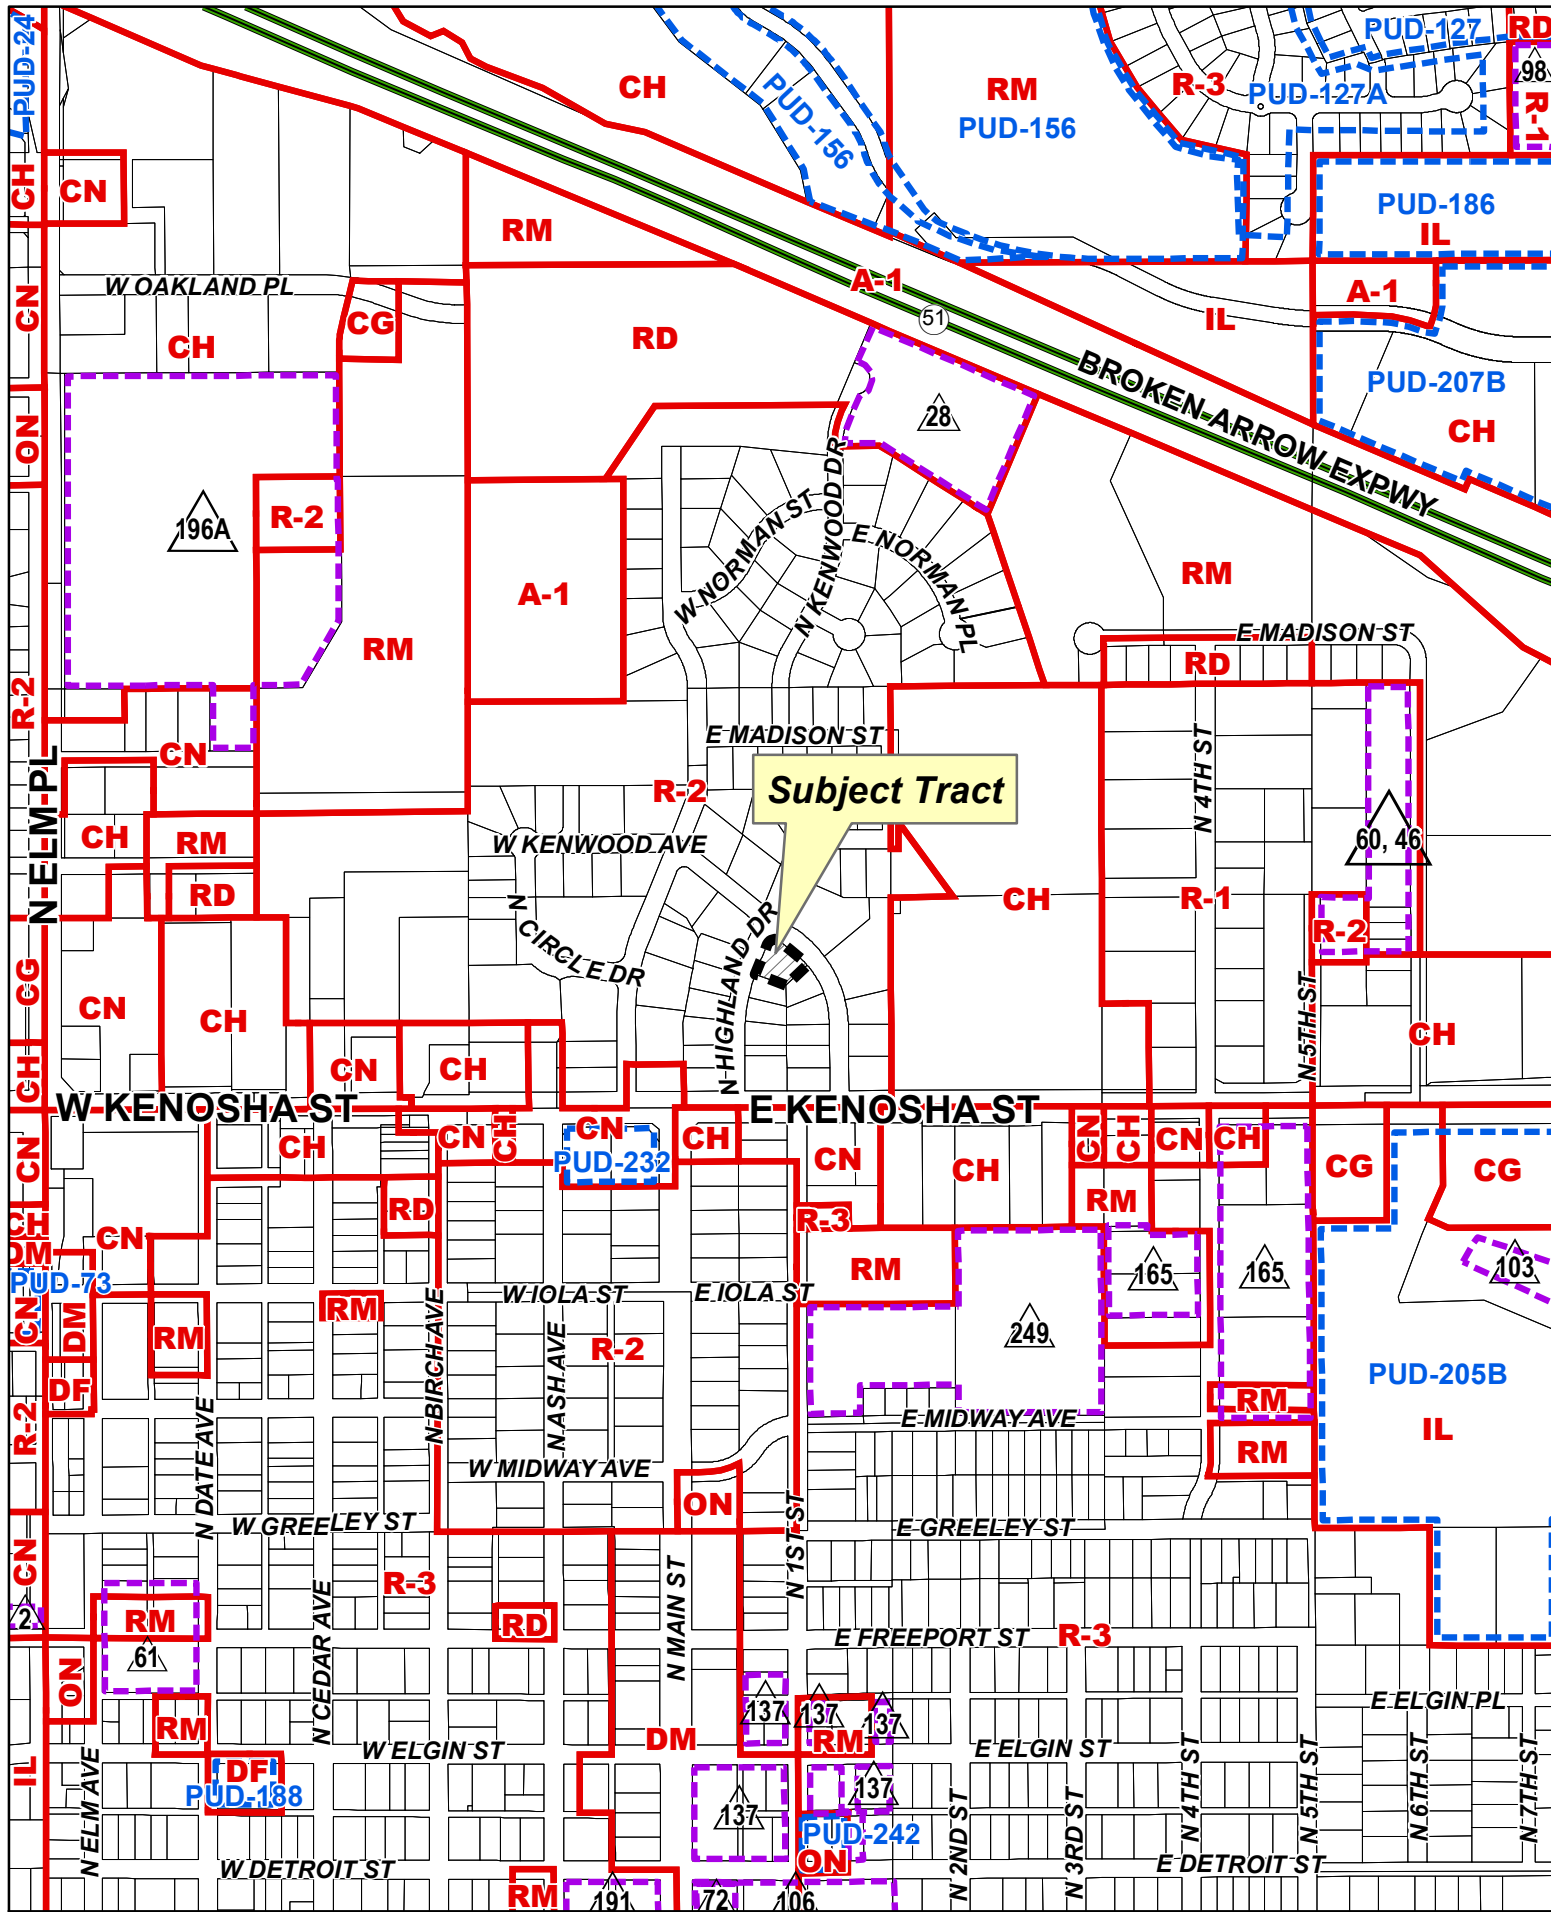 PUD-24
CH
PUD-156
RM
PUD-156
R-3
PUD-127
PUD-127A
RD
98
R-1
CH
CN
RM
PUD-186
IL
W OAKLAND PL
CN
CH
CG
RD
A-1
51
IL
A-1
PUD-207B
CH
BROKEN ARROW EXPWY
28
ON
196A
R-2
A-1
RM
W NORMAN ST
N KENWOOD DR
E NORMAN PL
RM
E MADISON ST
RD
R-2
CN
E MADISON ST
R-2
Subject Tract
N 4TH ST
60, 46
N ELM PL
CH
RM
RD
W KENWOOD AVE
N CIRCLE DR
N HIGHLAND DR
CH
R-1
R-2
CG
CN
CH
CN
CH
N 5TH ST
CH
CH
W KENOSHA ST
E KENOSHA ST
CN
CH
CN
CH
CN
PUD-232
CH
CN
CH
CN
CH
CN
CH
CG
CG
RD
RM
R-3
CH
DM
CN
PUD-73
RM
165
165
103
CN
DM
RM
RM
W IOLA ST
E IOLA ST
249
R-2
N BIRCH AVE
N NASH AVE
DF
PUD-205B
IL
RM
RM
R-2
N DATE AVE
E MIDWAY AVE
W MIDWAY AVE
ON
W GREELEY ST
E GREELEY ST
N 1ST ST
CN
R-3
N CEDAR AVE
N MAIN ST
2
RM
61
RD
E FREEPORT ST
R-3
ON
RM
137
137
137
RM
E ELGIN PL
DM
W ELGIN ST
E ELGIN ST
IL
N ELM AVE
DF
PUD-188
137
137
PUD-242
ON
N 2ND ST
N 3RD ST
N 4TH ST
N 5TH ST
N 6TH ST
N 7TH ST
W DETROIT ST
E DETROIT ST
RM
191
72
106